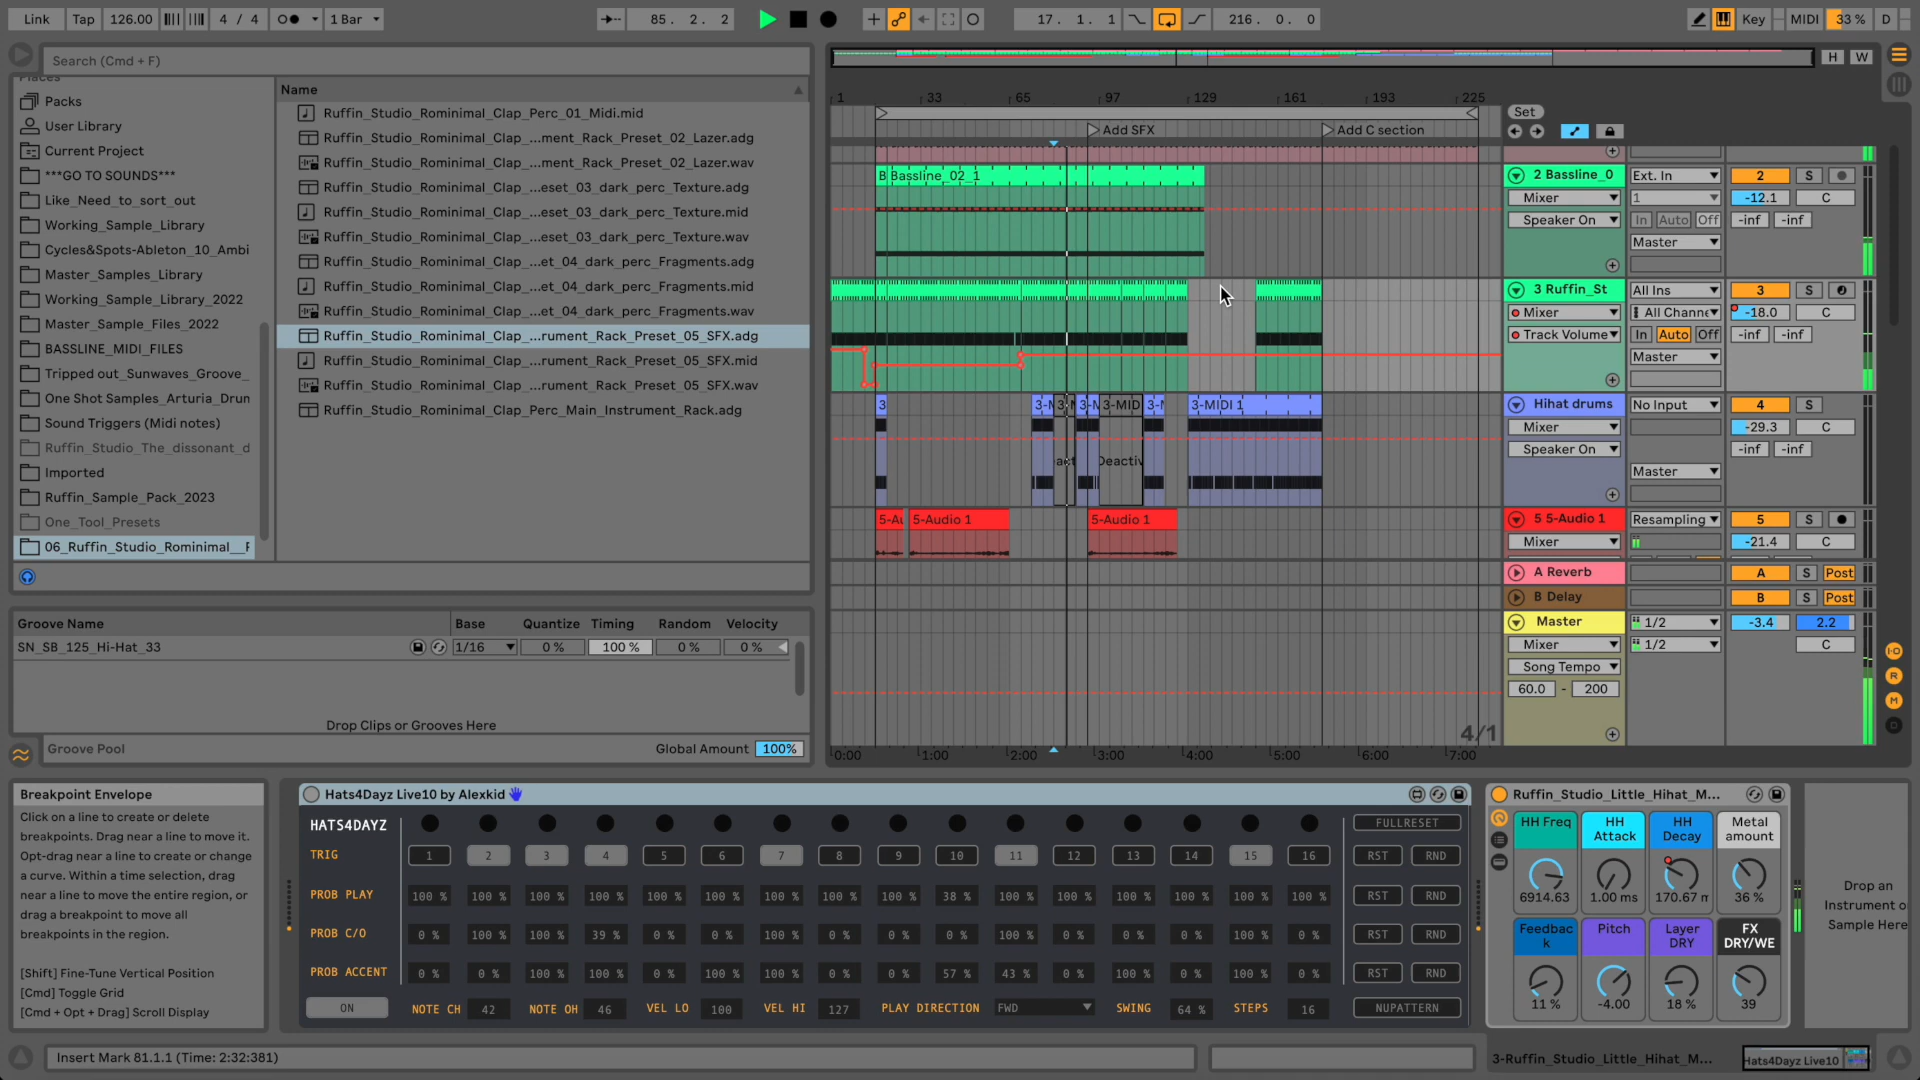 Link Tap 126.00 4 / 4 1 Bar 85. 2. 2 17. 1. 1 216. 0. 0 Key MIDI 33 % D
Search (Cmd + F)
H W
Places
Packs
User Library
Current Project
***GO TO SOUNDS***
Like_Need_to_sort_out
Working_Sample_Library
Cycles&Spots-Ableton_10_Ambi
Master_Samples_Library
Working_Sample_Library_2022
Master_Sample_Files_2022
BASSLINE_MIDI_FILES
Tripped out_Sunwaves_Groove_
One Shot Samples_Arturia_Drun
Sound Triggers (Midi notes)
Ruffin_Studio_The_dissonant_d
Imported
Ruffin_Sample_Pack_2023
One_Tool_Presets
06_Ruffin_Studio_Rominimal__F
Name
Ruffin_Studio_Rominimal_Clap_Perc_01_Midi.mid
Ruffin_Studio_Rominimal_Clap_...ment_Rack_Preset_02_Lazer.adg
Ruffin_Studio_Rominimal_Clap_...ment_Rack_Preset_02_Lazer.wav
Ruffin_Studio_Rominimal_Clap_...eset_03_dark_perc_Texture.adg
Ruffin_Studio_Rominimal_Clap_...eset_03_dark_perc_Texture.mid
Ruffin_Studio_Rominimal_Clap_...eset_03_dark_perc_Texture.wav
Ruffin_Studio_Rominimal_Clap_...et_04_dark_perc_Fragments.adg
Ruffin_Studio_Rominimal_Clap_...et_04_dark_perc_Fragments.mid
Ruffin_Studio_Rominimal_Clap_...et_04_dark_perc_Fragments.wav
Ruffin_Studio_Rominimal_Clap_...rument_Rack_Preset_05_SFX.adg
Ruffin_Studio_Rominimal_Clap_...rument_Rack_Preset_05_SFX.mid
Ruffin_Studio_Rominimal_Clap_...rument_Rack_Preset_05_SFX.wav
Ruffin_Studio_Rominimal_Clap_Perc_Main_Instrument_Rack.adg
Groove Name Base Quantize Timing Random Velocity
SN_SB_125_Hi-Hat_33 1/16 0 % 100 % 0 % 0 %
Drop Clips or Grooves Here
Groove Pool Global Amount 100%
1 33 65 97 129 161 193 225
Set
Add SFX Add C section
B Bassline_02_1
3 3-M 3-M 3-M 3-MID 3-M 3-MIDI 1
Deactiv
5-Au 5-Audio 1 5-Audio 1
4/1
0:00 1:00 2:00 3:00 4:00 5:00 6:00 7:00
2 Bassline_0 Ext. In 2 S
Mixer 1 -12.1 C
Speaker On In Auto Off -inf -inf
Master
3 Ruffin_St All Ins 3 S
Mixer All Channe -18.0 C
Track Volume In Auto Off -inf -inf
Master
Hihat drums No Input 4 S
Mixer -29.3 C
Speaker On -inf -inf
Master
5 5-Audio 1 Resampling 5 S
Mixer -21.4 C
A Reverb A S Post
B Delay B S Post
Master 1/2 -3.4 2.2
Mixer 1/2 C
Song Tempo
60.0 - 200
I·O
R
M
D
Breakpoint Envelope
Click on a line to create or delete
breakpoints. Drag near a line to move it.
Opt-drag near a line to create or change
a curve. Within a time selection, drag
near a line to move the entire region, or
drag a breakpoint to move all
breakpoints in the region.
[Shift] Fine-Tune Vertical Position
[Cmd] Toggle Grid
[Cmd + Opt + Drag] Scroll Display
Hats4Dayz Live10 by Alexkid
HATS4DAYZ FULLRESET
TRIG 1 2 3 4 5 6 7 8 9 10 11 12 13 14 15 16 RST RND
PROB PLAY 100 % 100 % 100 % 100 % 100 % 100 % 100 % 100 % 100 % 38 % 100 % 100 % 100 % 100 % 100 % 100 % RST RND
PROB C/O 0 % 100 % 100 % 39 % 0 % 0 % 100 % 0 % 0 % 0 % 100 % 0 % 0 % 0 % 100 % 0 % RST RND
PROB ACCENT 0 % 0 % 100 % 100 % 0 % 100 % 100 % 0 % 0 % 57 % 43 % 0 % 100 % 0 % 100 % 0 % RST RND
ON NOTE CH 42 NOTE OH 46 VEL LO 100 VEL HI 127 PLAY DIRECTION FWD SWING 64 % STEPS 16 NUPATTERN
Ruffin_Studio_Little_Hihat_M...
HH Freq HH Attack HH Decay Metal amount
6914.63 1.00 ms 170.67 m 36 %
Feedbac k Pitch Layer DRY FX DRY/WE
11 % -4.00 18 % 39
Drop an
Instrument o
Sample Here
Insert Mark 81.1.1 (Time: 2:32:381)
3-Ruffin_Studio_Little_Hihat_M...
Hats4Dayz Live10